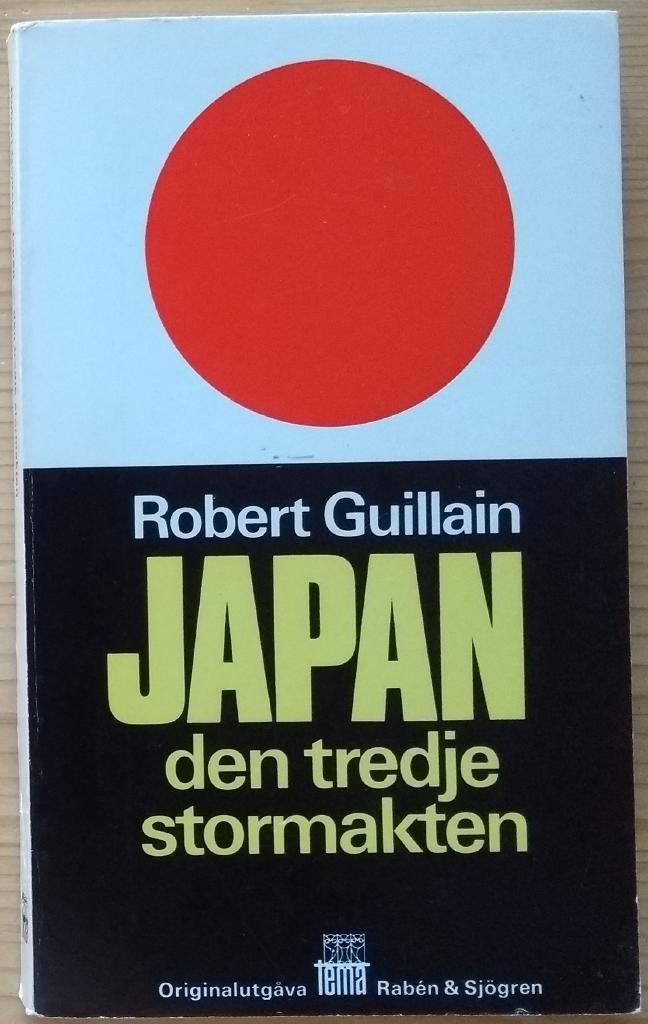 Robert Guillain
JAPAN
den tredje
stormakten
Originalutgåva tema Rabén & Sjögren